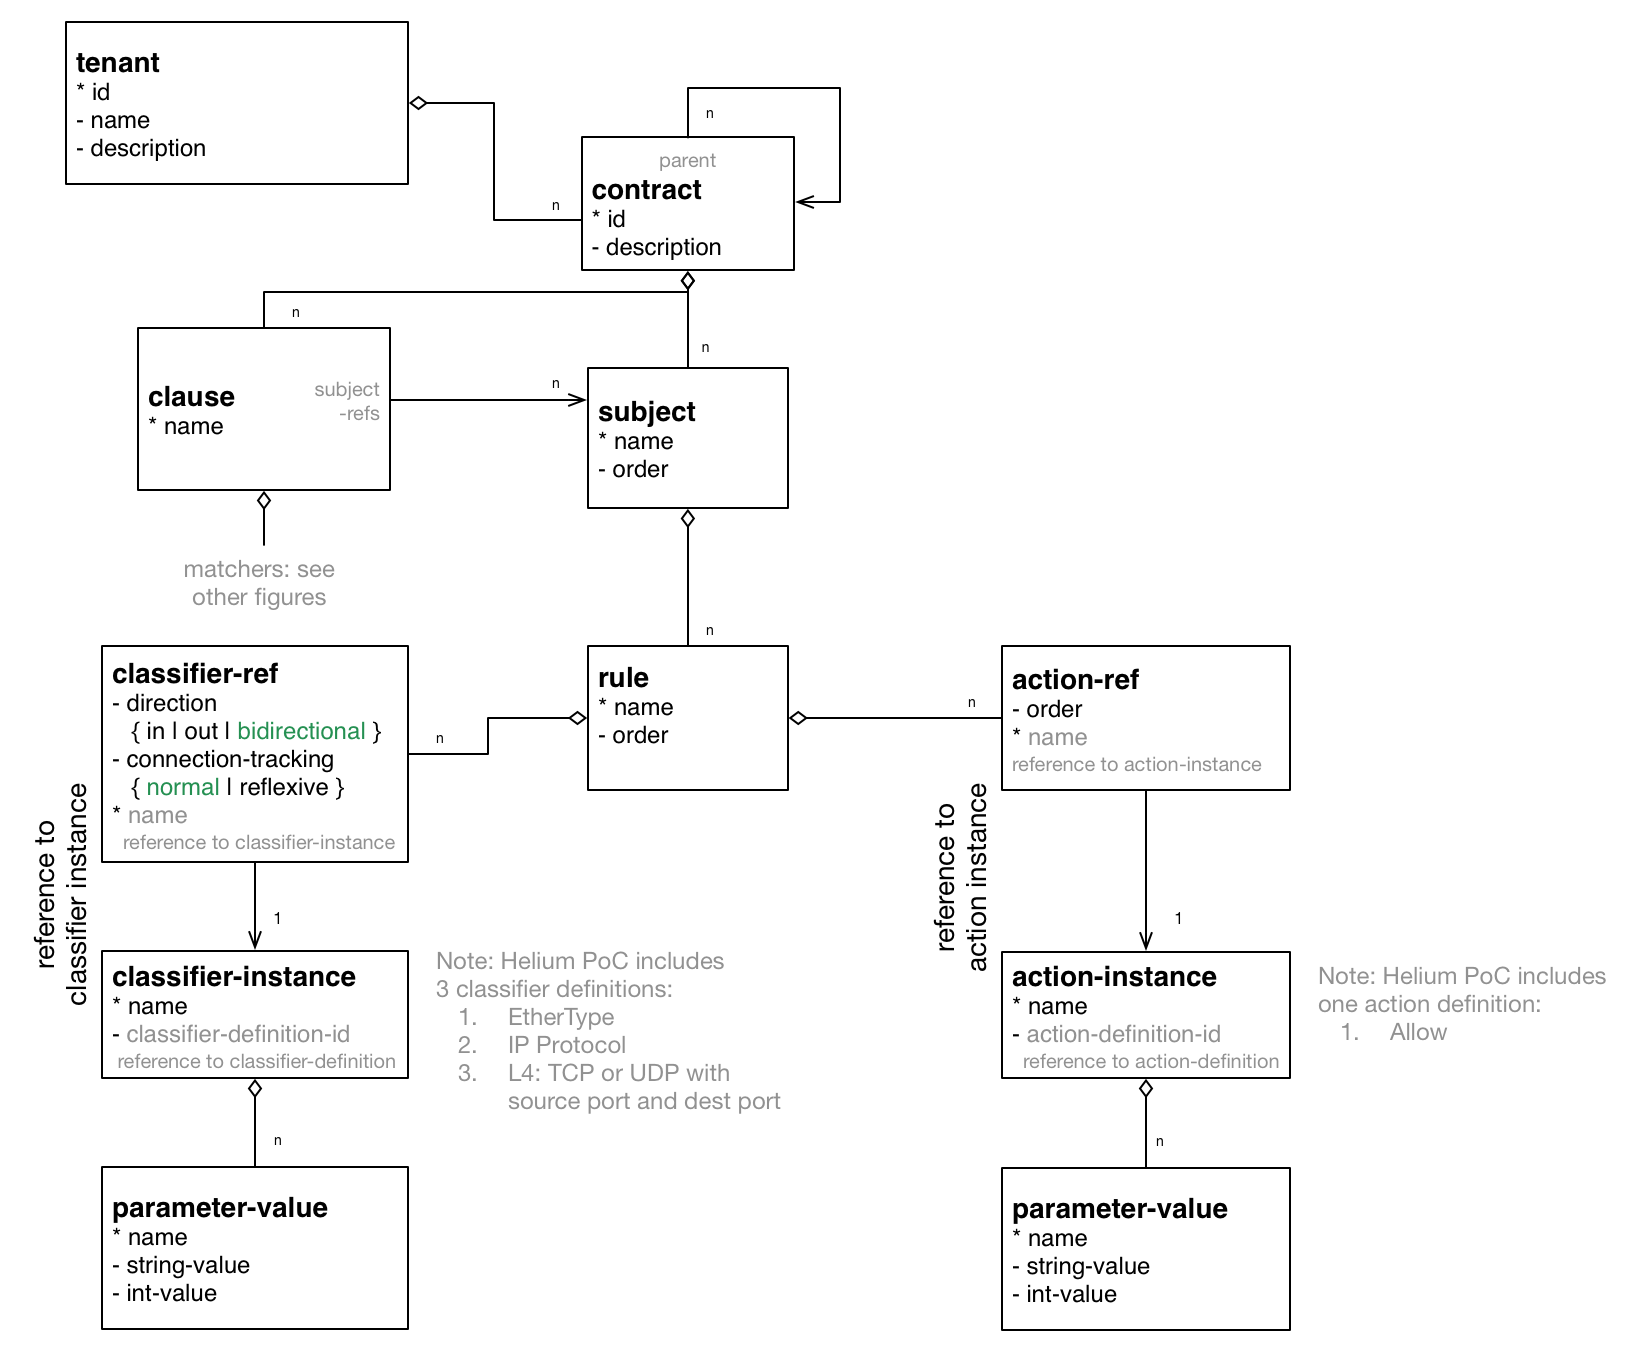 tenant
* id
- name
- description
n
parent
contract
* id
- description
n
n
n
clause
* name
subject
-refs
n
subject
* name
- order
matchers: see
other figures
n
classifier-ref
- direction
{ in | out | bidirectional }
- connection-tracking
{ normal | reflexive }
* name
reference to classifier-instance
n
rule
* name
- order
n
action-ref
- order
* name
reference to action-instance
reference to
classifier instance
1
reference to
action instance
1
classifier-instance
* name
- classifier-definition-id
reference to classifier-definition
Note: Helium PoC includes
3 classifier definitions:
1. EtherType
2. IP Protocol
3. L4: TCP or UDP with
source port and dest port
action-instance
* name
- action-definition-id
reference to action-definition
Note: Helium PoC includes
one action definition:
1. Allow
n
n
parameter-value
* name
- string-value
- int-value
parameter-value
* name
- string-value
- int-value